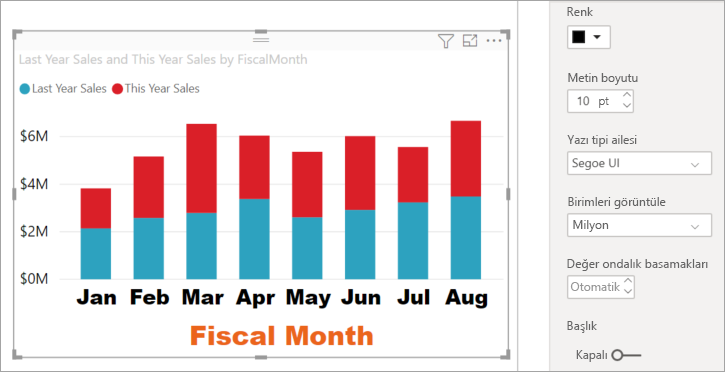 Last Year Sales and This Year Sales by FiscalMonth
Last Year Sales This Year Sales
$6M
$4M
$2M
$0M
Jan Feb Mar Apr May Jun Jul Aug
Fiscal Month
Renk
Metin boyutu
10 pt
Yazı tipi ailesi
Segoe UI
Birimleri görüntüle
Milyon
Değer ondalık basamakları
Otomatik
Başlık
Kapalı